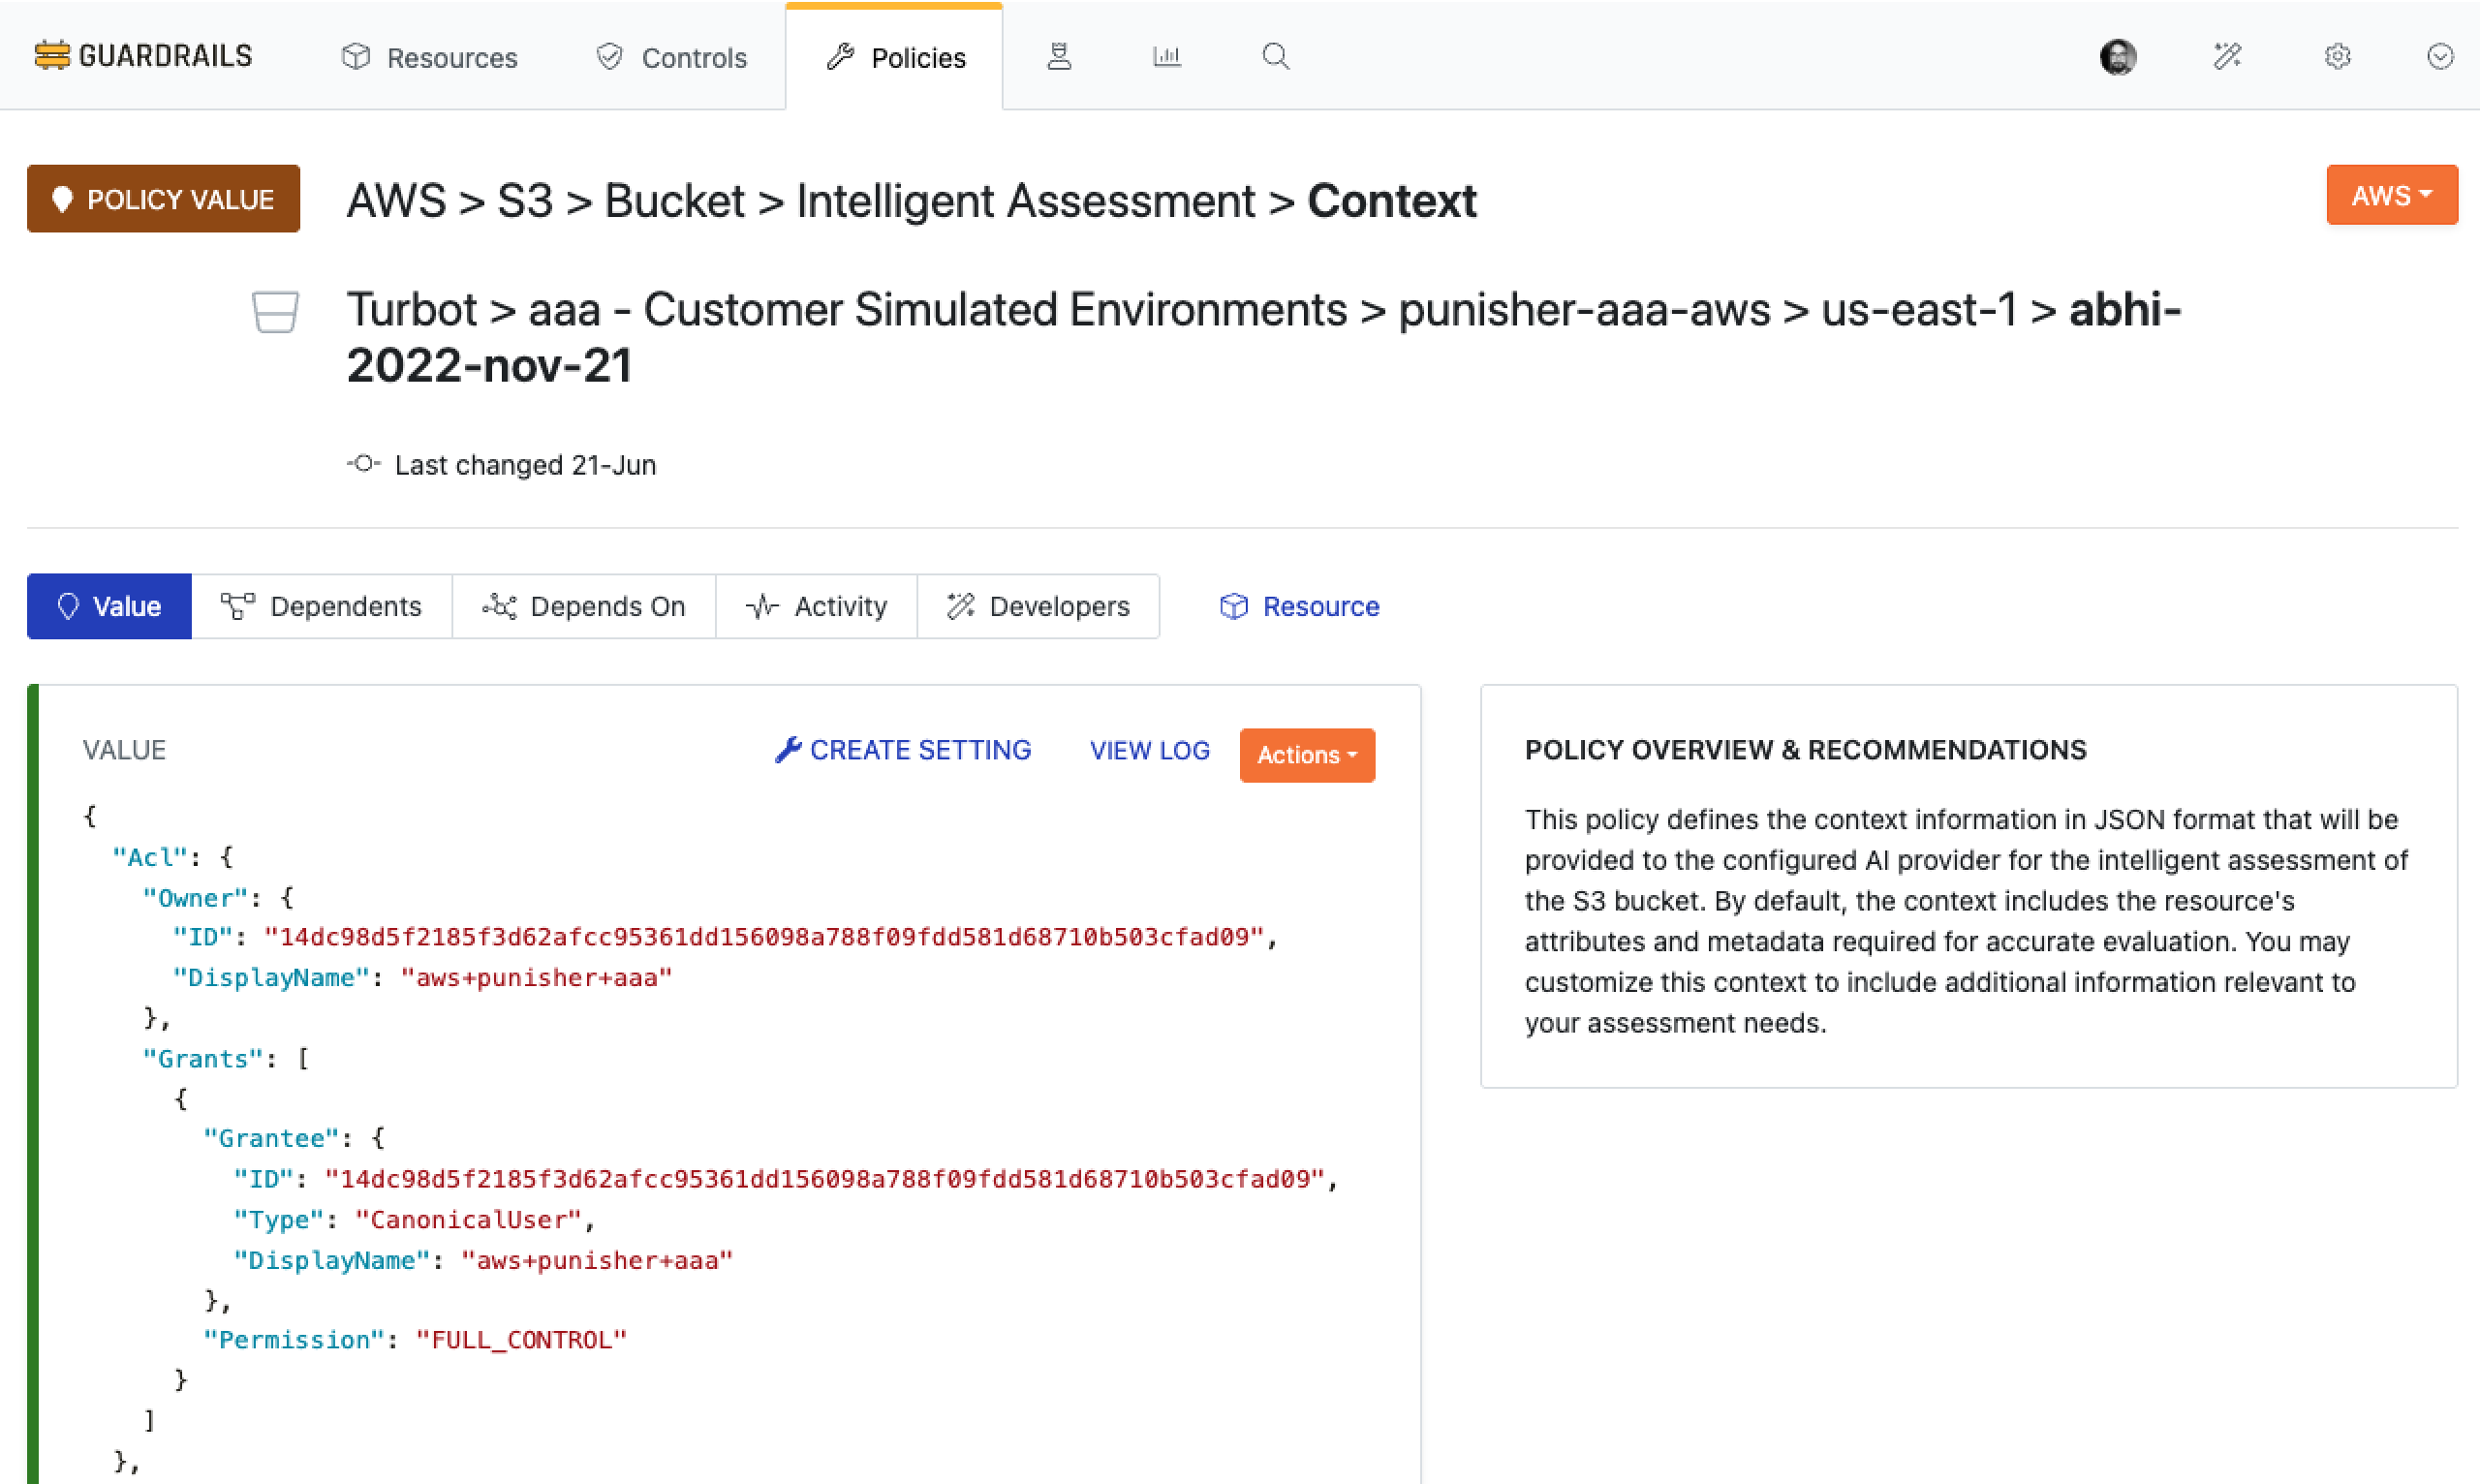 GUARDRAILS Resources Controls Policies
POLICY VALUE AWS > S3 > Bucket > Intelligent Assessment > Context AWS
Turbot > aaa - Customer Simulated Environments > punisher-aaa-aws > us-east-1 > abhi-
2022-nov-21
Last changed 21-Jun
Value Dependents Depends On Activity Developers Resource
VALUE CREATE SETTING VIEW LOG Actions
{
"Acl": {
"Owner": {
"ID": "14dc98d5f2185f3d62afcc95361dd156098a788f09fdd581d68710b503cfad09",
"DisplayName": "aws+punisher+aaa"
},
"Grants": [
{
"Grantee": {
"ID": "14dc98d5f2185f3d62afcc95361dd156098a788f09fdd581d68710b503cfad09",
"Type": "CanonicalUser",
"DisplayName": "aws+punisher+aaa"
},
"Permission": "FULL_CONTROL"
}
]
},
POLICY OVERVIEW & RECOMMENDATIONS
This policy defines the context information in JSON format that will be
provided to the configured AI provider for the intelligent assessment of
the S3 bucket. By default, the context includes the resource's
attributes and metadata required for accurate evaluation. You may
customize this context to include additional information relevant to
your assessment needs.